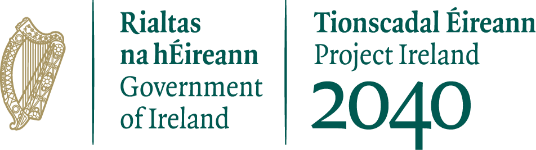 Rialtas
na hÉireann
Government
of Ireland
Tionscadal Éireann
Project Ireland
2040